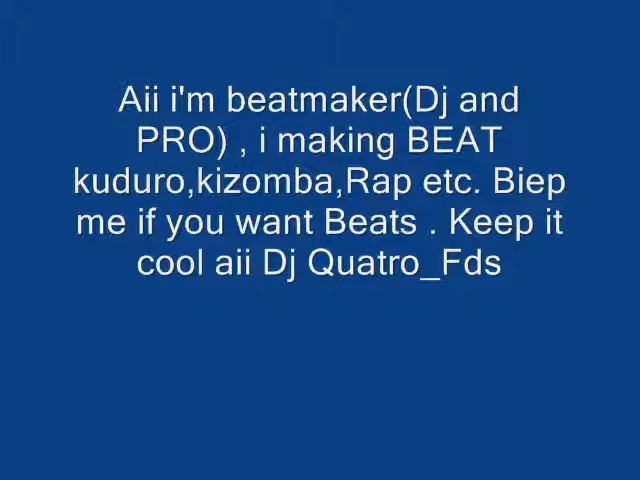 Aii i'm beatmaker(Dj and
PRO) , i making BEAT
kuduro,kizomba,Rap etc. Biep
me if you want Beats . Keep it
cool aii Dj Quatro_Fds